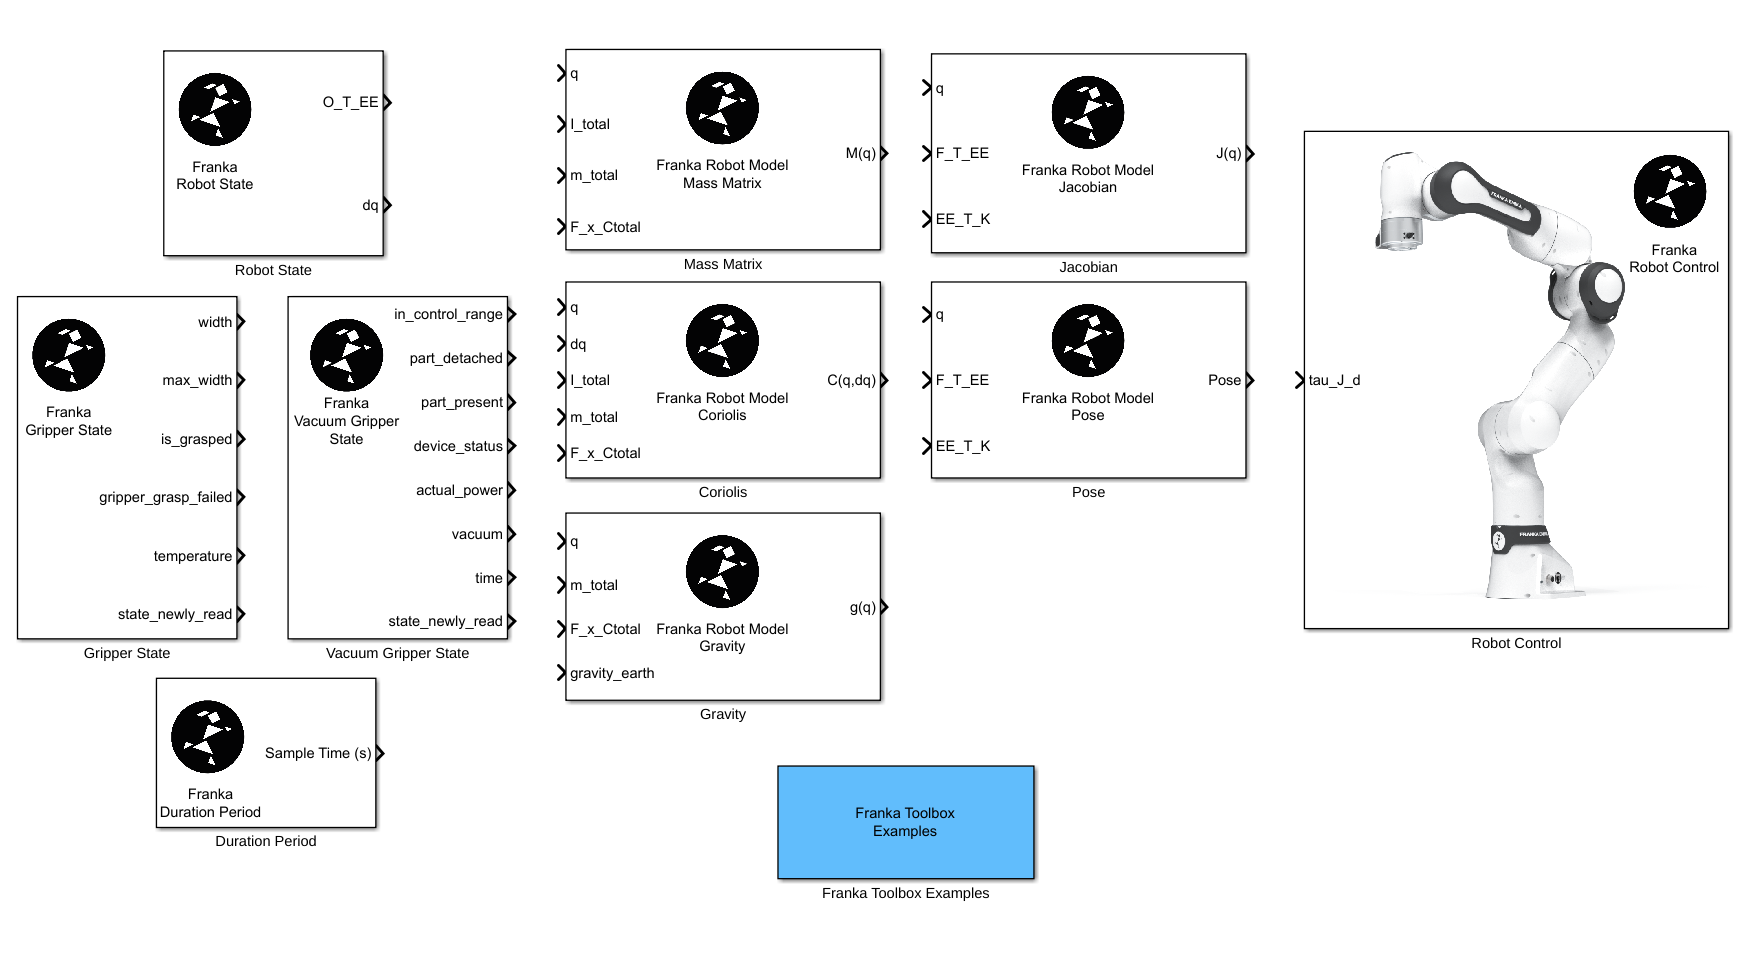 O_T_EE
Franka
Robot State
dq
Robot State
q
I_total
m_total
F_x_Ctotal
Franka Robot Model
Mass Matrix
M(q)
Mass Matrix
q
F_T_EE
EE_T_K
Franka Robot Model
Jacobian
J(q)
Jacobian
Franka
Robot Control
FRANKA EMIKA
tau_J_d
Robot Control
width
max_width
Franka
Gripper State
is_grasped
gripper_grasp_failed
temperature
state_newly_read
Gripper State
in_control_range
part_detached
Franka
Vacuum Gripper
State
part_present
device_status
actual_power
vacuum
time
state_newly_read
Vacuum Gripper State
q
dq
I_total
m_total
F_x_Ctotal
Franka Robot Model
Coriolis
C(q,dq)
Coriolis
q
F_T_EE
EE_T_K
Franka Robot Model
Pose
Pose
Pose
q
m_total
F_x_Ctotal
gravity_earth
Franka Robot Model
Gravity
g(q)
Gravity
Sample Time (s)
Franka
Duration Period
Duration Period
Franka Toolbox
Examples
Franka Toolbox Examples